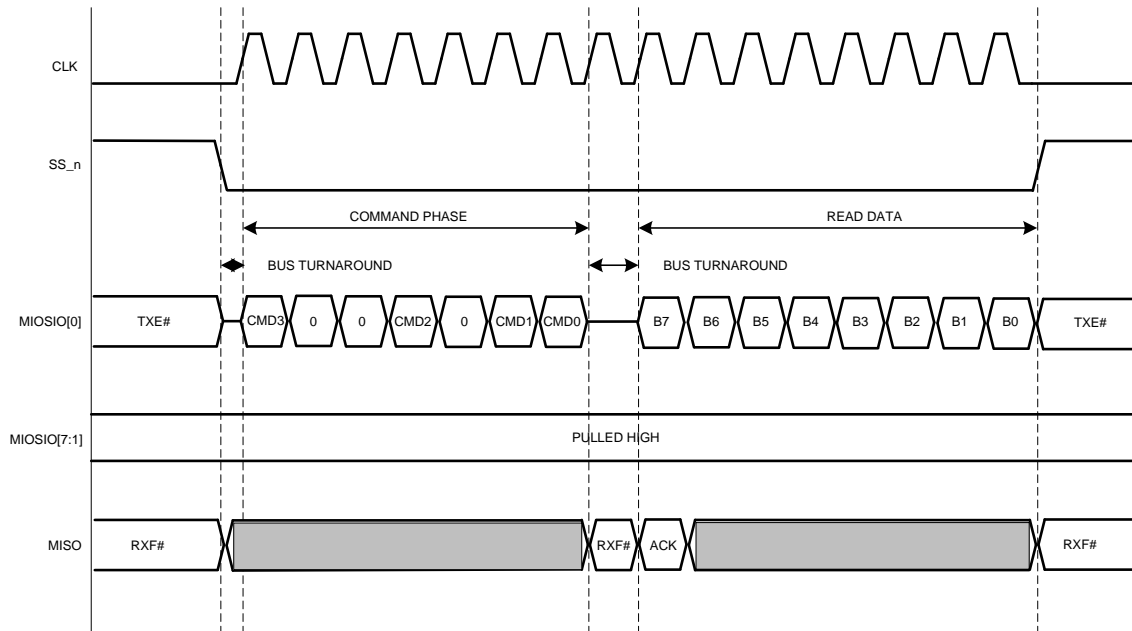 CLK
SS_n
COMMAND PHASE READ DATA
BUS TURNAROUND BUS TURNAROUND
MIOSIO[0] TXE# CMD3 0 0 CMD2 0 CMD1 CMD0 B7 B6 B5 B4 B3 B2 B1 B0 TXE#
MIOSIO[7:1] PULLED HIGH
MISO RXF# RXF# ACK RXF#